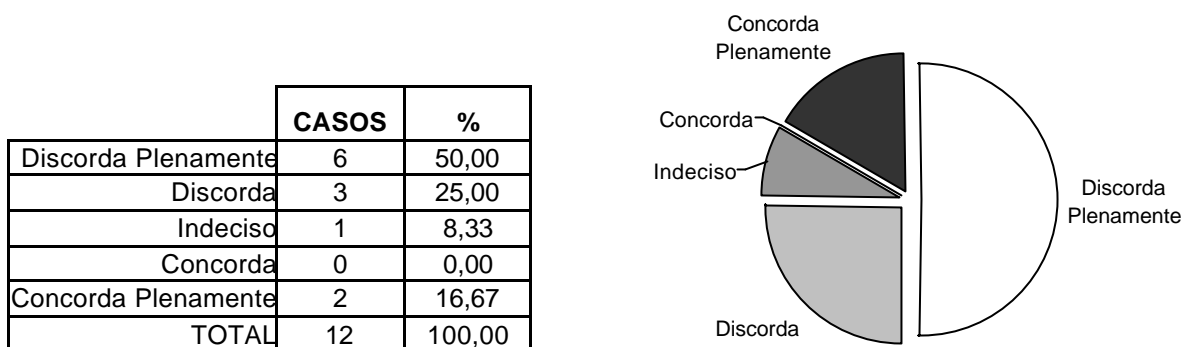 CASOS %
Discorda Plenamente 6 50,00
Discorda 3 25,00
Indeciso 1 8,33
Concorda 0 0,00
Concorda Plenamente 2 16,67
TOTAL 12 100,00
Concorda
Plenamente
Concorda
Indeciso
Discorda
Plenamente
Discorda